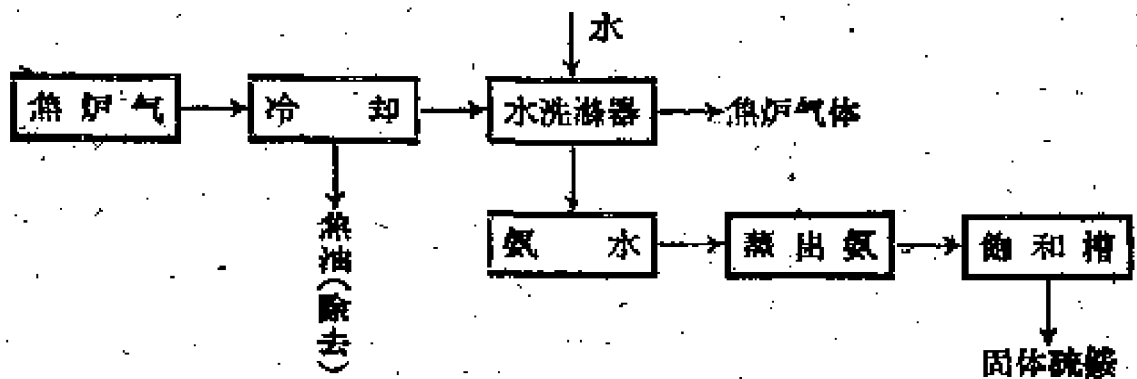 水
焦炉气
冷却
水洗涤器
焦炉气体
焦油(除去)
氨水
蒸出氨
饱和槽
固体硫铵